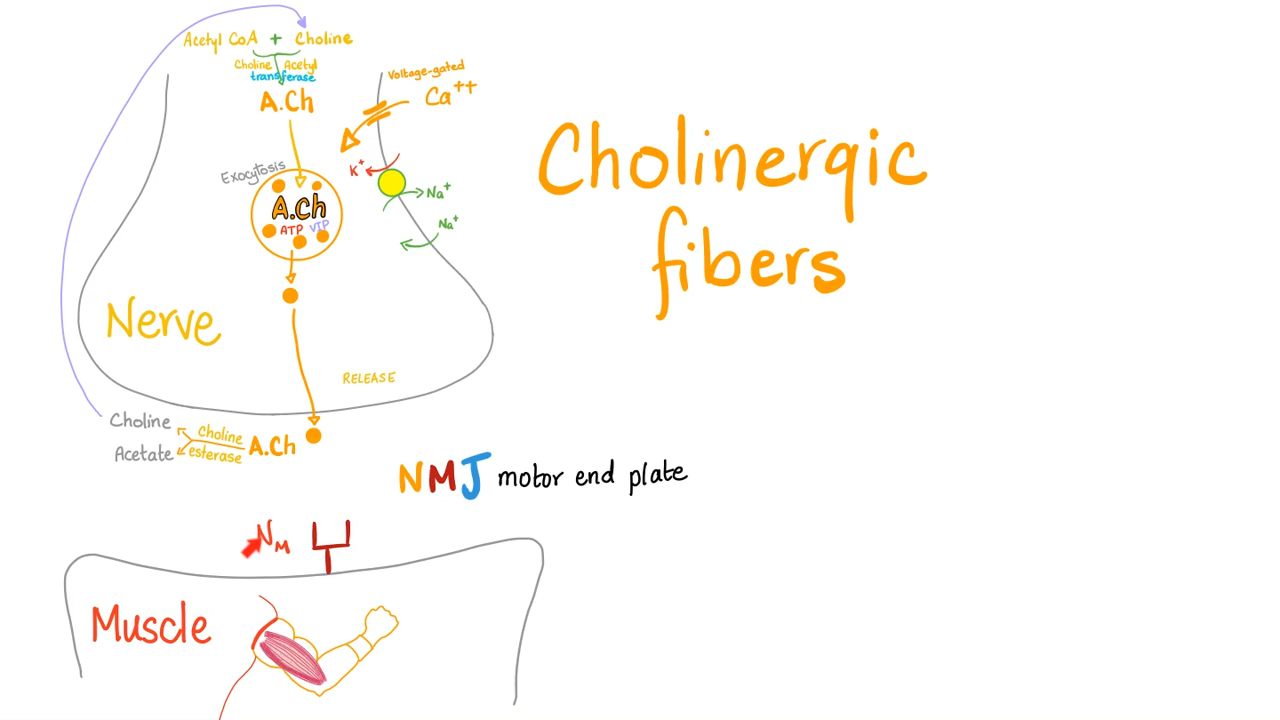 Acetyl CoA + Choline
Choline Acetyl
transferase
A.Ch
Voltage-gated
Ca++
Exocytosis
K+
Na+
A.Ch
ATP VIP
Na+
Cholinergic
fibers
Nerve
RELEASE
Choline
Acetate
Choline
esterase
A.Ch
NMJ motor end plate
NM
Muscle